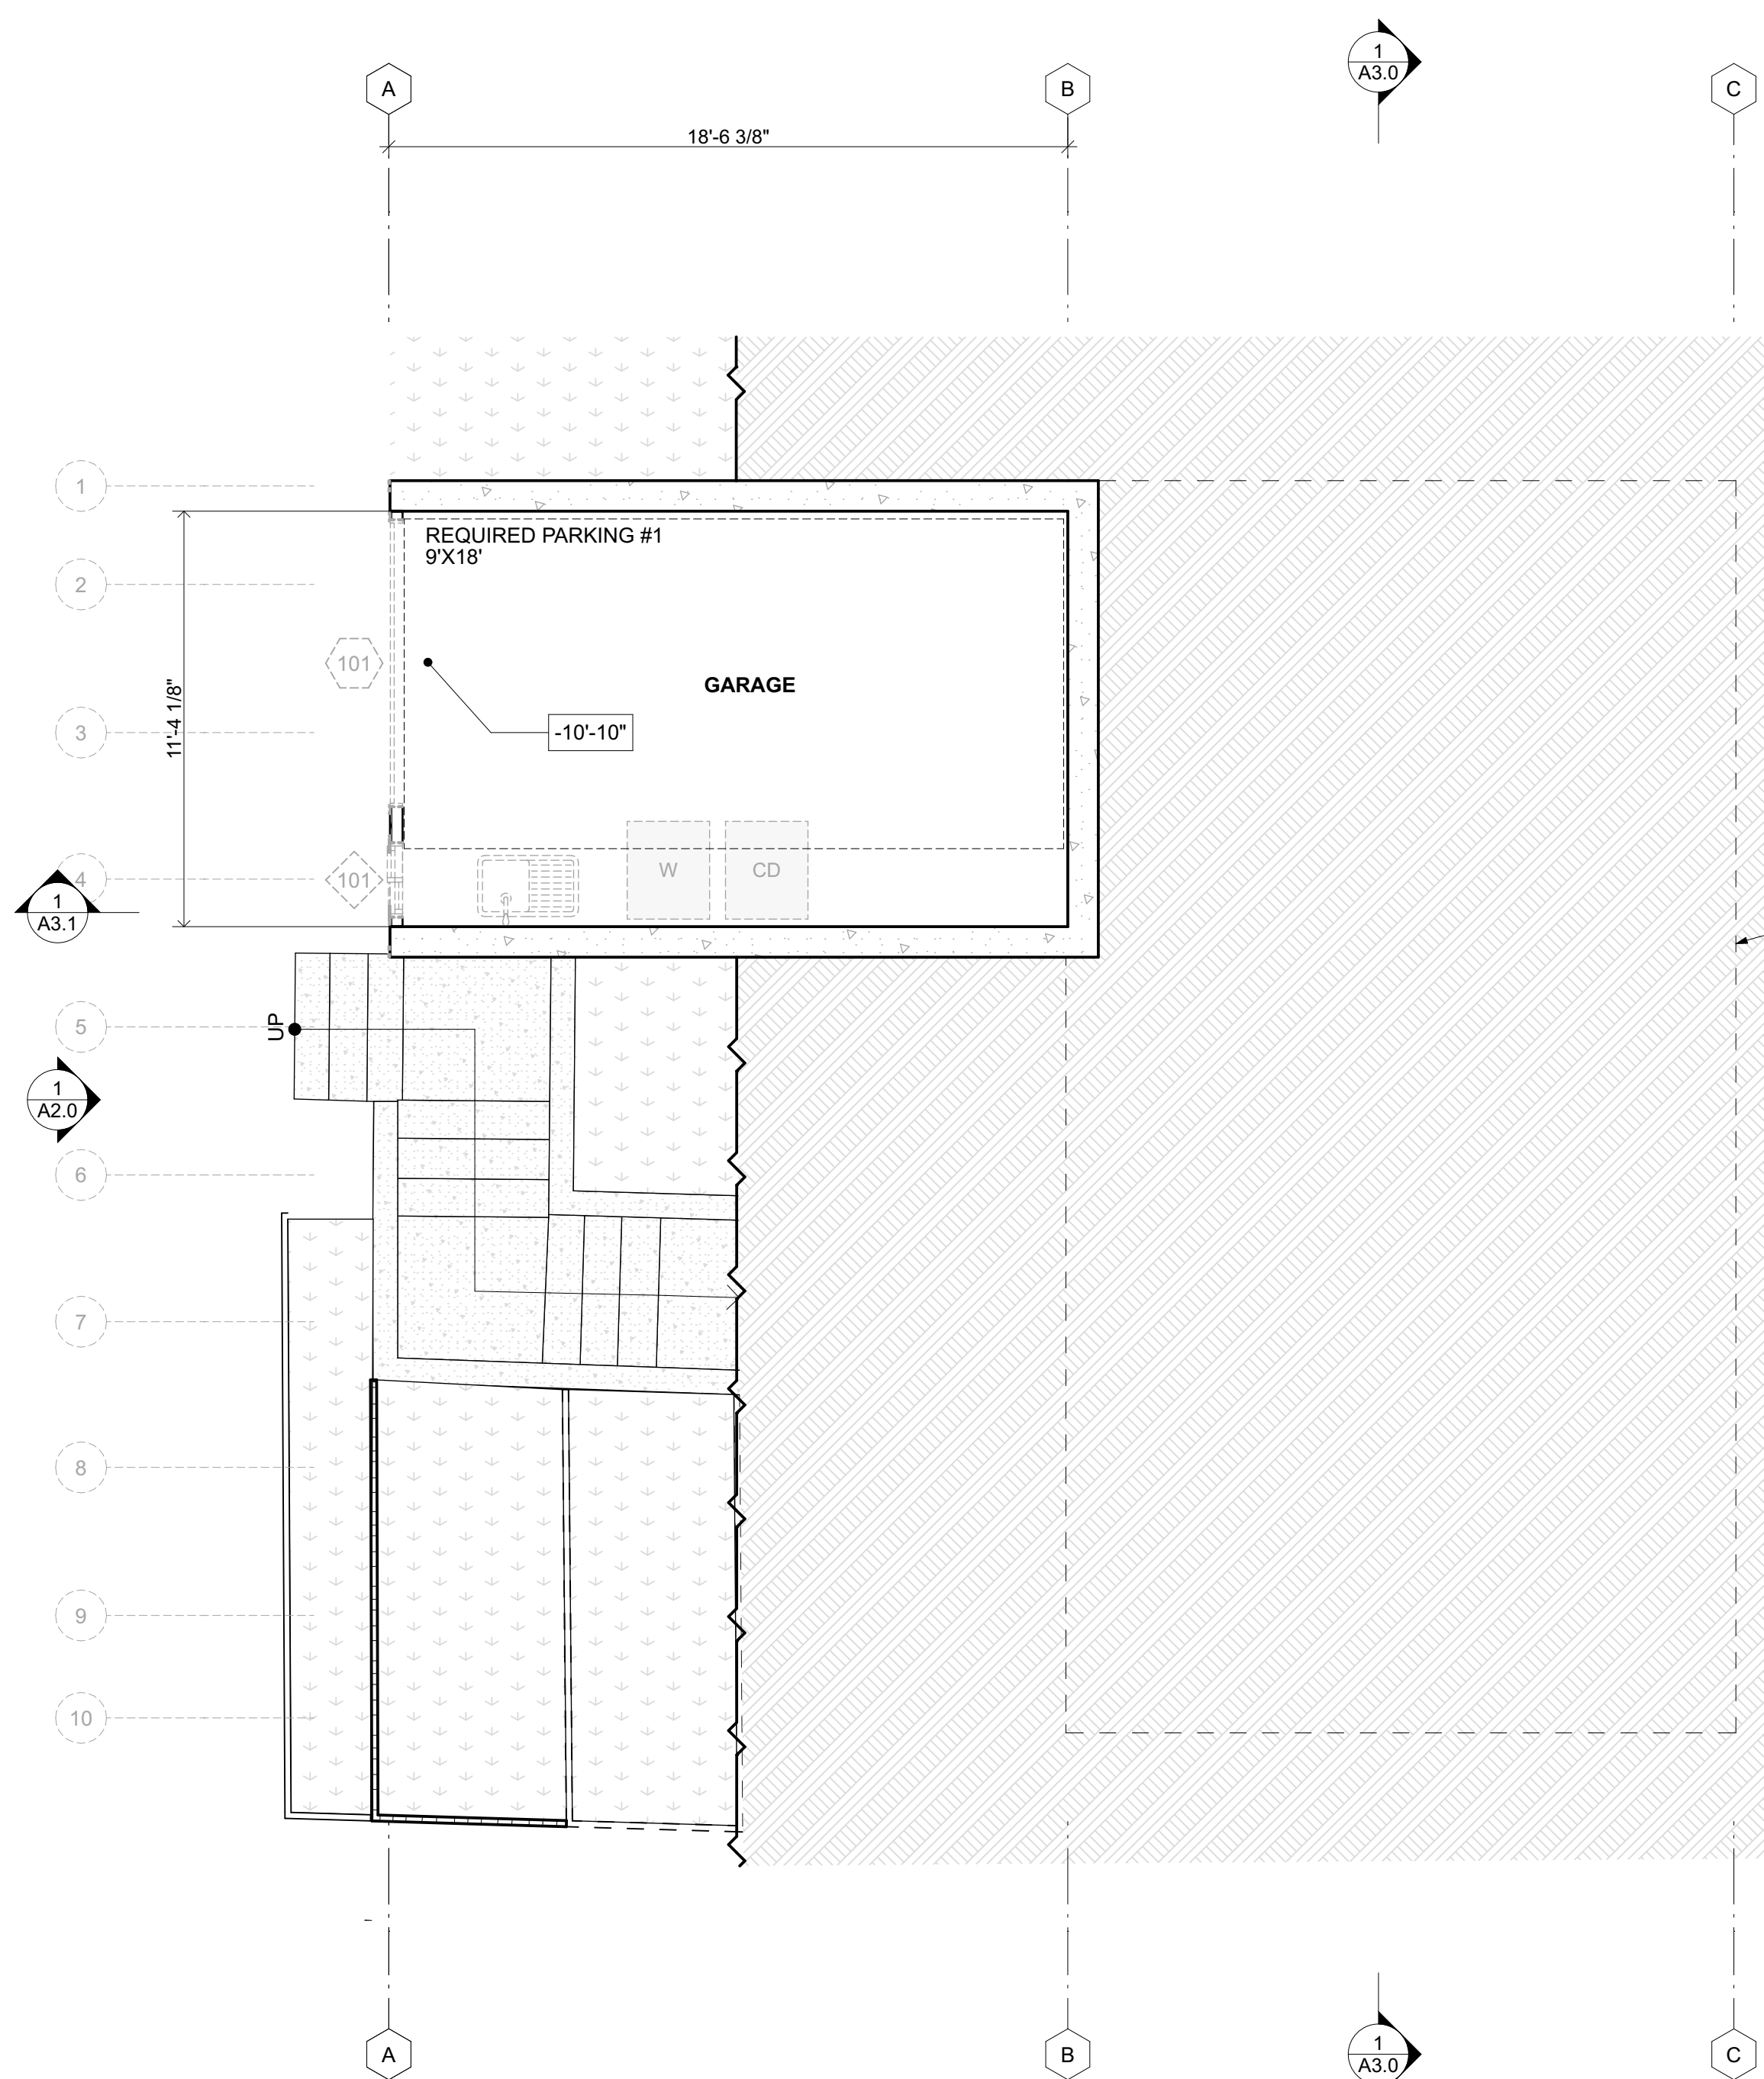 1
A3.0
A
B
C
18'-6 3/8"
1
REQUIRED PARKING #1
9'X18'
2
101
GARAGE
11'-4 1/8"
3
-10'-10"
4
101
W
CD
1
A3.1
5
UP
1
A2.0
6
7
8
9
10
A
B
1
A3.0
C